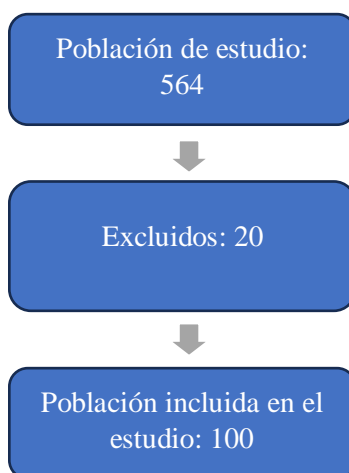 Población de estudio:
564
Excluidos: 20
Población incluida en el
estudio: 100